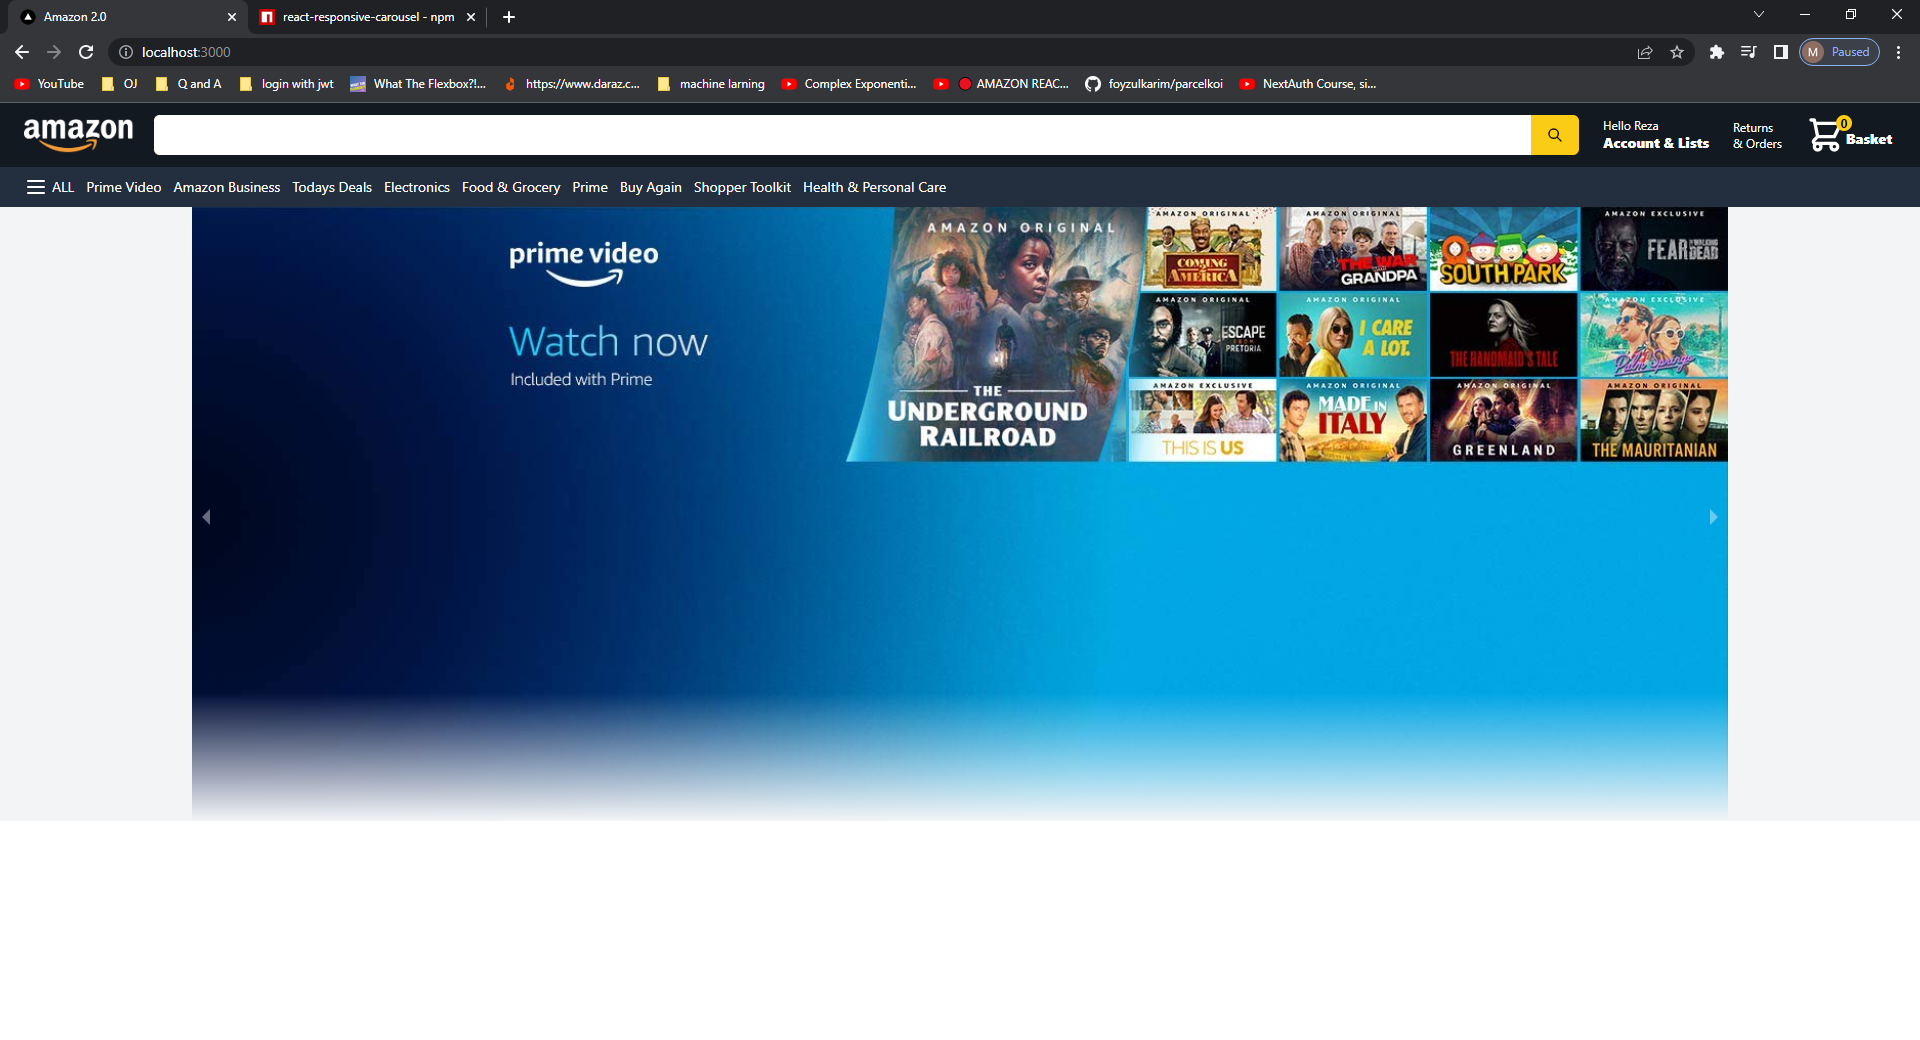 Amazon 2.0
react-responsive-carousel - npm
localhost:3000
M Paused
YouTube
OJ
Q and A
login with jwt
What The Flexbox?!...
https://www.daraz.c...
machine larning
Complex Exponenti...
AMAZON REAC...
foyzulkarim/parcelkoi
NextAuth Course, si...
amazon
Hello Reza
Account & Lists
Returns
& Orders
0
Basket
ALL Prime Video Amazon Business Todays Deals Electronics Food & Grocery Prime Buy Again Shopper Toolkit Health & Personal Care
prime video
Watch now
Included with Prime
AMAZON ORIGINAL
THE
UNDERGROUND
RAILROAD
AMAZON ORIGINAL
COMING
AMERICA
AMAZON ORIGINAL
THE WAR
GRANDPA
SOUTH PARK
AMAZON EXCLUSIVE
FEAR THE WALKING DEAD
AMAZON ORIGINAL
ESCAPE
FROM
PRETORIA
AMAZON ORIGINAL
I CARE
A LOT.
THE HANDMAID'S TALE
AMAZON EXCLUSIVE
Palm Springs
AMAZON EXCLUSIVE
THIS IS US
AMAZON ORIGINAL
MADE IN
ITALY
AMAZON ORIGINAL
GREENLAND
AMAZON ORIGINAL
THE MAURITANIAN